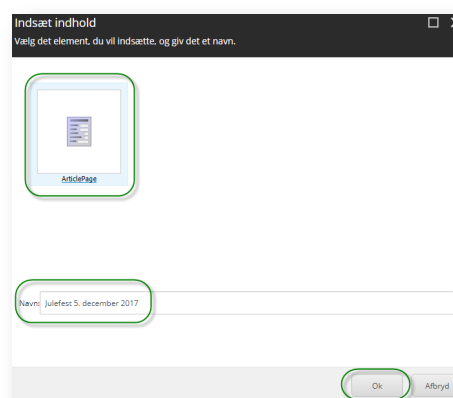 Indsæt indhold
Vælg det element, du vil indsætte, og giv det et navn.
ArticlePage
Navn: Julefest 5. december 2017
Ok Afbryd